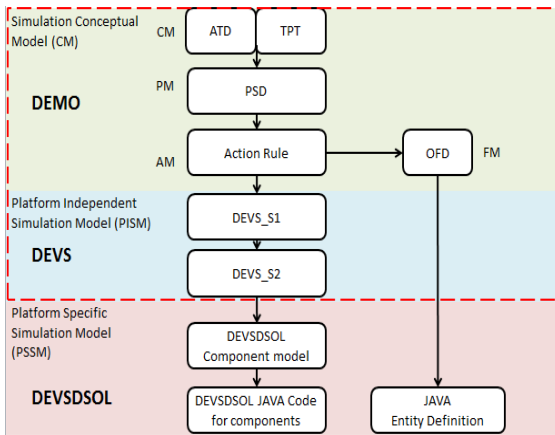 Simulation Conceptual
Model (CM)
CM
ATD
TPT
DEMO
PM
PSD
AM
Action Rule
OFD
FM
Platform Independent
Simulation Model (PISM)
DEVS_S1
DEVS
DEVS_S2
Platform Specific
Simulation Model
(PSSM)
DEVSDSOL
Component model
DEVSDSOL
DEVSDSOL JAVA Code
for components
JAVA
Entity Definition